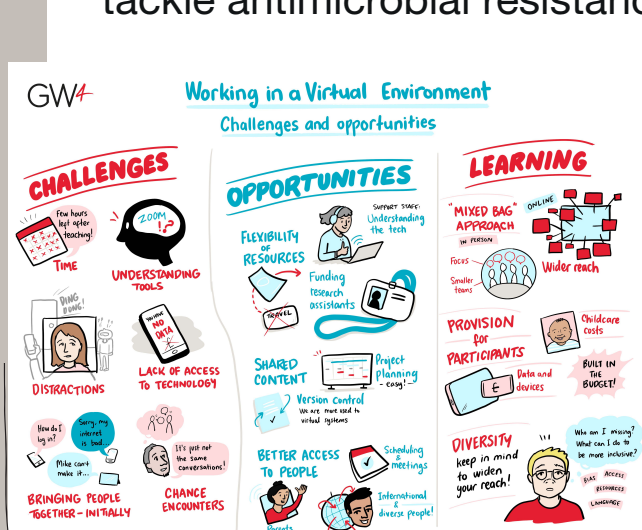 tackle antimicrobial resistance
GW4
Working in a Virtual Environment
Challenges and opportunities
CHALLENGES
Few hours
left after
teaching!
TIME
ZOOM
!?
UNDERSTANDING
TOOLS
DING
DONG!
DISTRACTIONS
YOU HAVE
NO
DATA
LACK OF ACCESS
TO TECHNOLOGY
How do I
log in?
Sorry, my
internet
is bad...
Mike can't
make it...
BRINGING PEOPLE
TOGETHER - INITIALLY
It's just not
the same
conversations!
CHANCE
ENCOUNTERS
OPPORTUNITIES
FLEXIBILITY
of
RESOURCES
SUPPORT STAFF:
Understanding
the tech
Funding
research
assistants
TRAVEL
SHARED
CONTENT
Project
Planning
- easy! -
Version control
We are more used to
virtual systems
BETTER ACCESS
TO PEOPLE
Scheduling
&
meetings
Parents
International
&
diverse people!
LEARNING
"MIXED BAG"
APPROACH
ONLINE
IN PERSON
Focus
Smaller
teams
Wider reach
PROVISION
for
PARTICIPANTS
Childcare
costs
£
Data and
devices
BUILT IN
THE
BUDGET!
DIVERSITY
keep in mind
to widen
your reach!
Who am I missing?
What can I do to
be more inclusive?
BIAS
ACCESS
RESOURCES
LANGUAGE